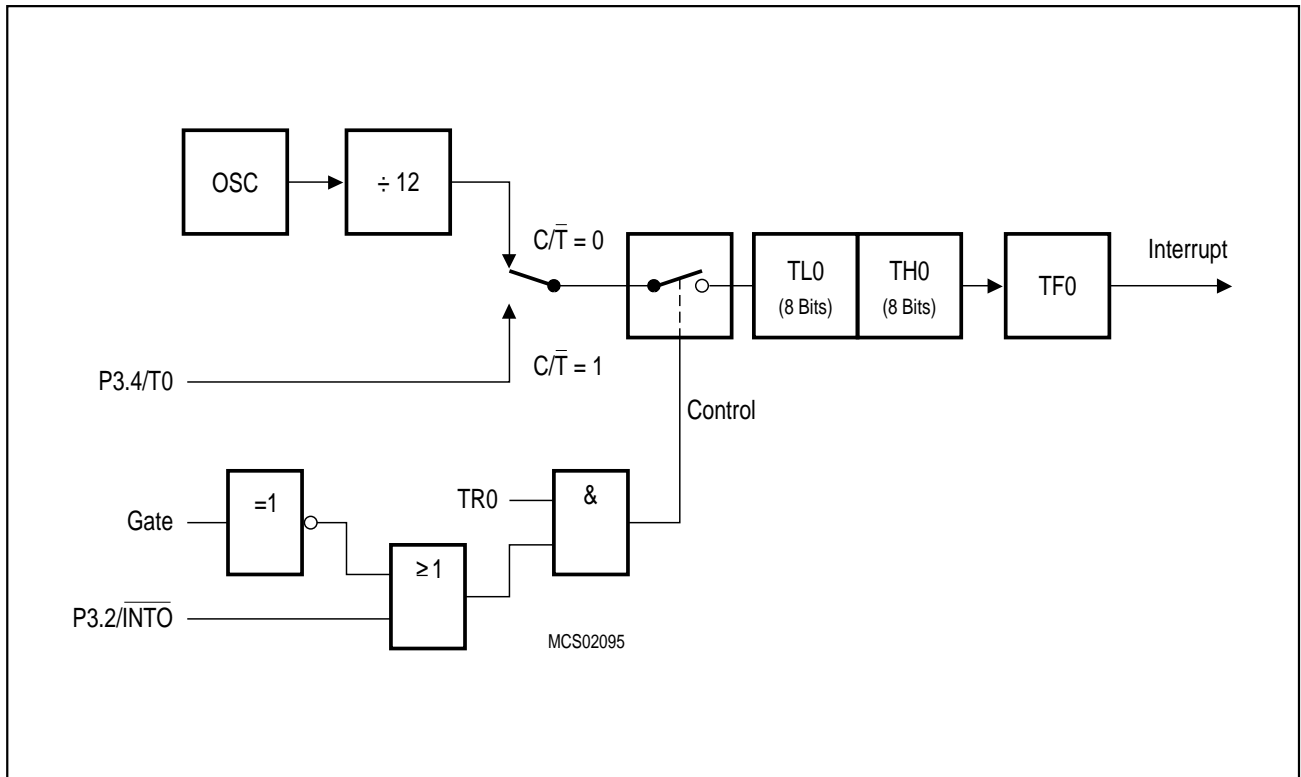 OSC
÷ 12
C/T̅ = 0
TL0
(8 Bits)
TH0
(8 Bits)
TF0
Interrupt
P3.4/T0
C/T̅ = 1
Control
Gate
=1
TR0
&
≥ 1
P3.2/I̅N̅T̅O̅
MCS02095